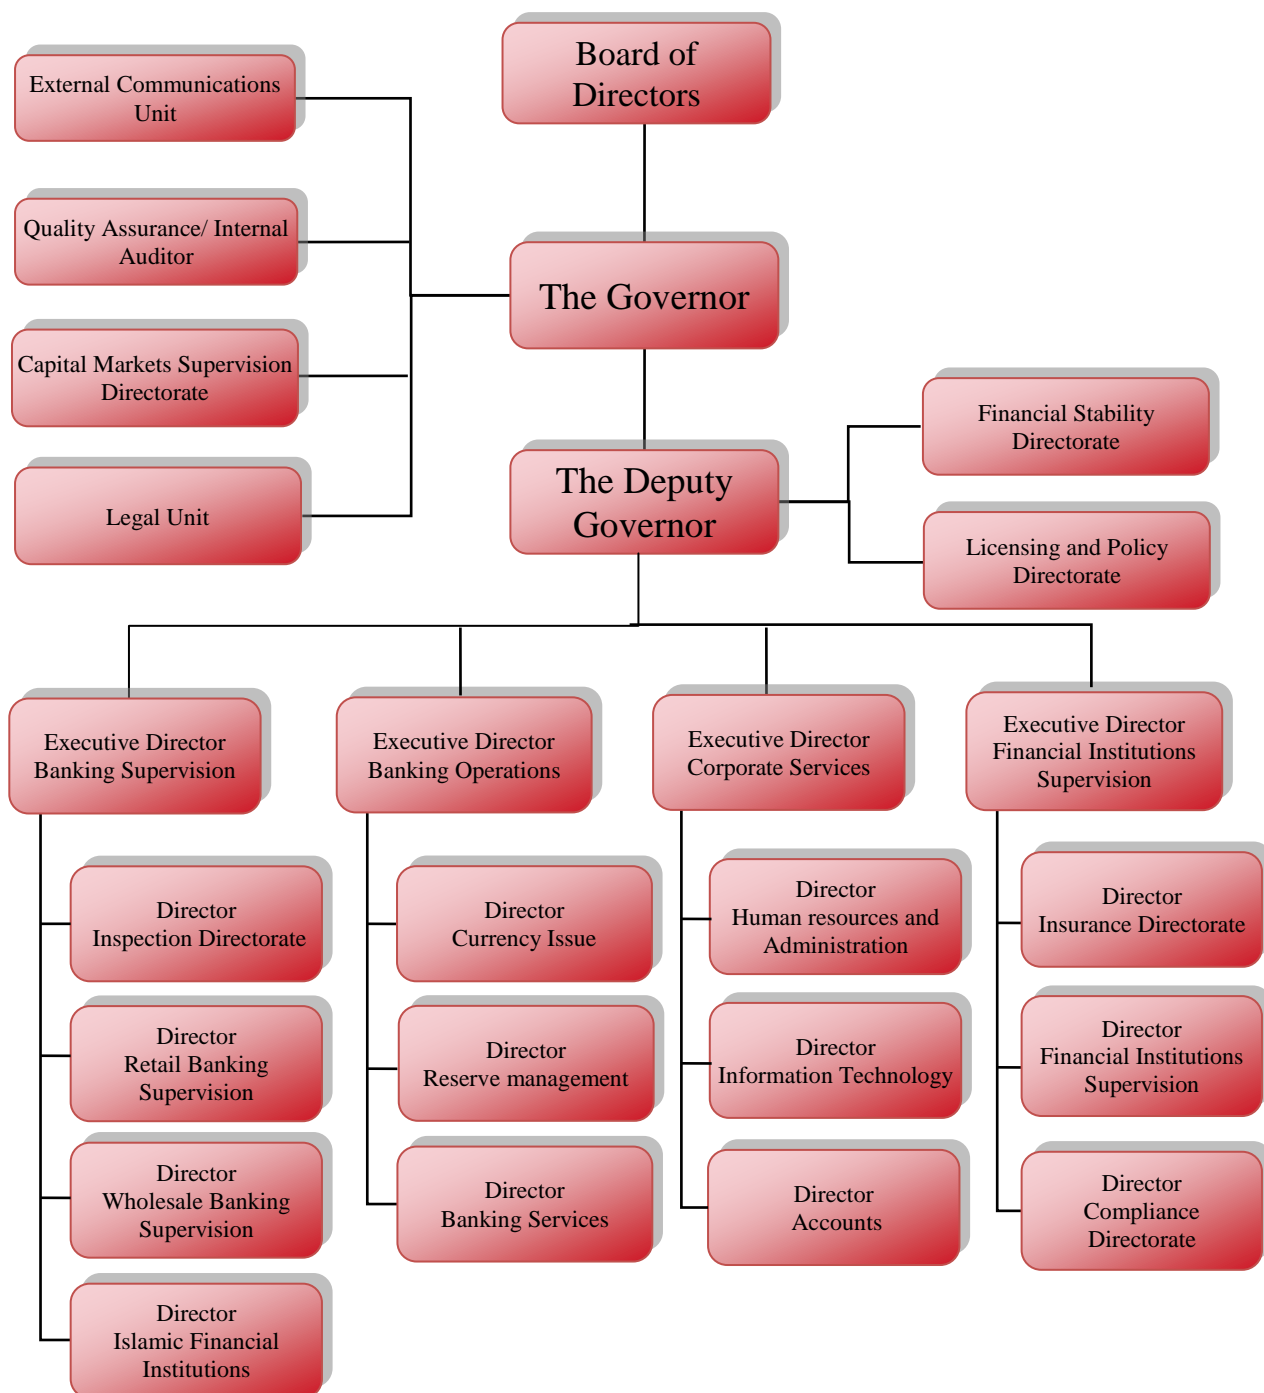 Board of
Directors
External Communications
Unit
Quality Assurance/ Internal
Auditor
The Governor
Capital Markets Supervision
Directorate
Legal Unit
The Deputy
Governor
Financial Stability
Directorate
Licensing and Policy
Directorate
Executive Director
Banking Supervision
Executive Director
Banking Operations
Executive Director
Corporate Services
Executive Director
Financial Institutions
Supervision
Director
Inspection Directorate
Director
Retail Banking
Supervision
Director
Wholesale Banking
Supervision
Director
Islamic Financial
Institutions
Director
Currency Issue
Director
Reserve management
Director
Banking Services
Director
Human resources and
Administration
Director
Information Technology
Director
Accounts
Director
Insurance Directorate
Director
Financial Institutions
Supervision
Director
Compliance
Directorate